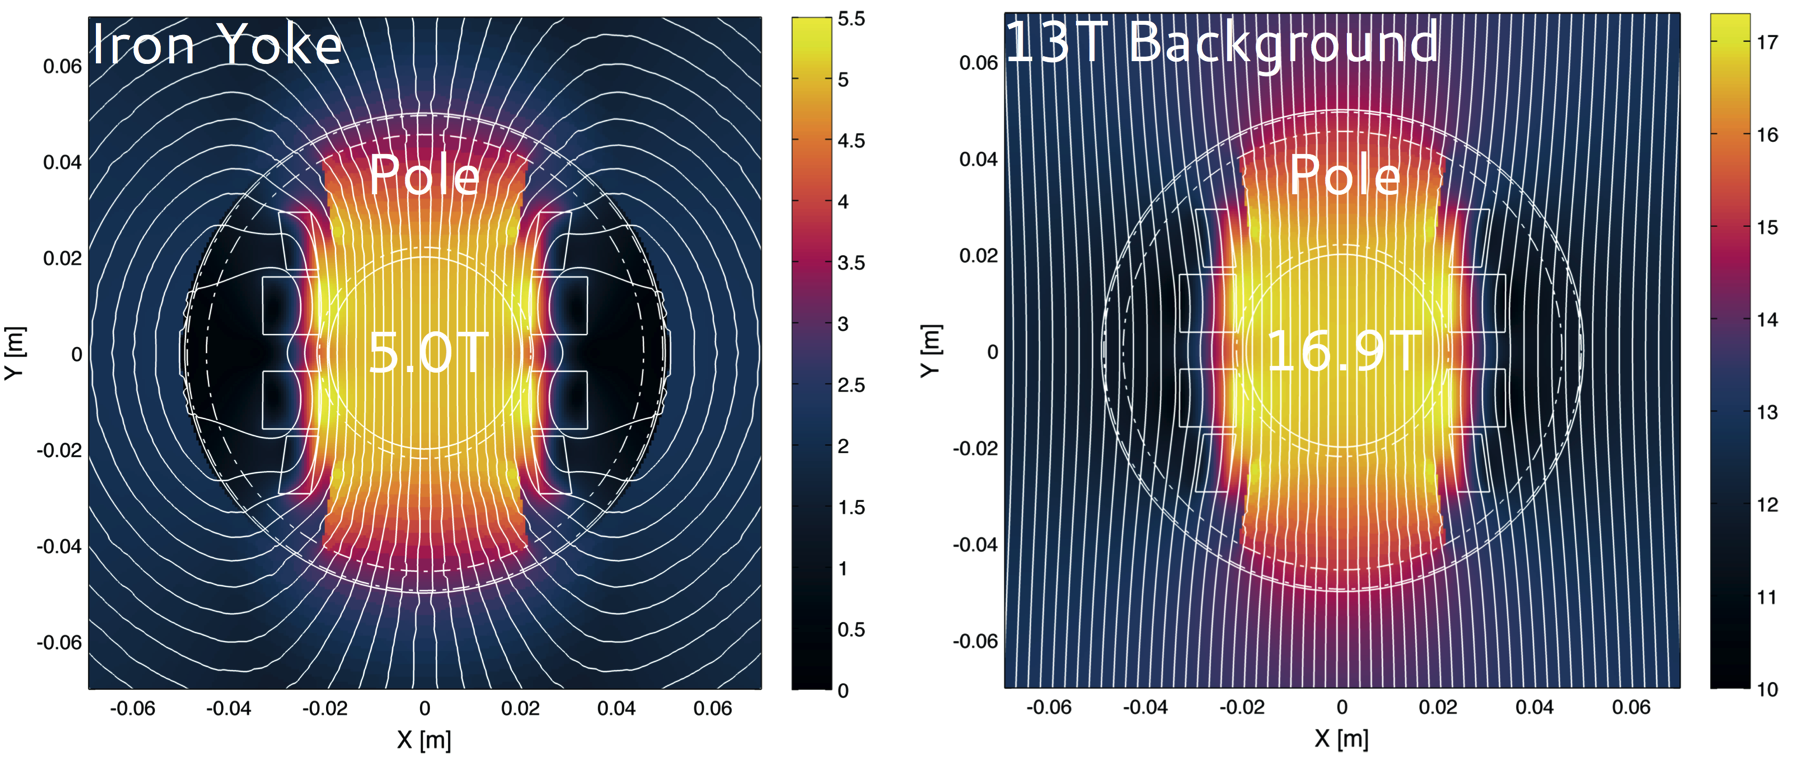 Iron Yoke
Pole
5.0T
Y [m]
0.06
0.04
0.02
0
-0.02
-0.04
-0.06
-0.06 -0.04 -0.02 0 0.02 0.04 0.06
X [m]
5.5
5
4.5
4
3.5
3
2.5
2
1.5
1
0.5
0
13T Background
Pole
16.9T
Y [m]
0.06
0.04
0.02
0
-0.02
-0.04
-0.06
-0.06 -0.04 -0.02 0 0.02 0.04 0.06
X [m]
17
16
15
14
13
12
11
10